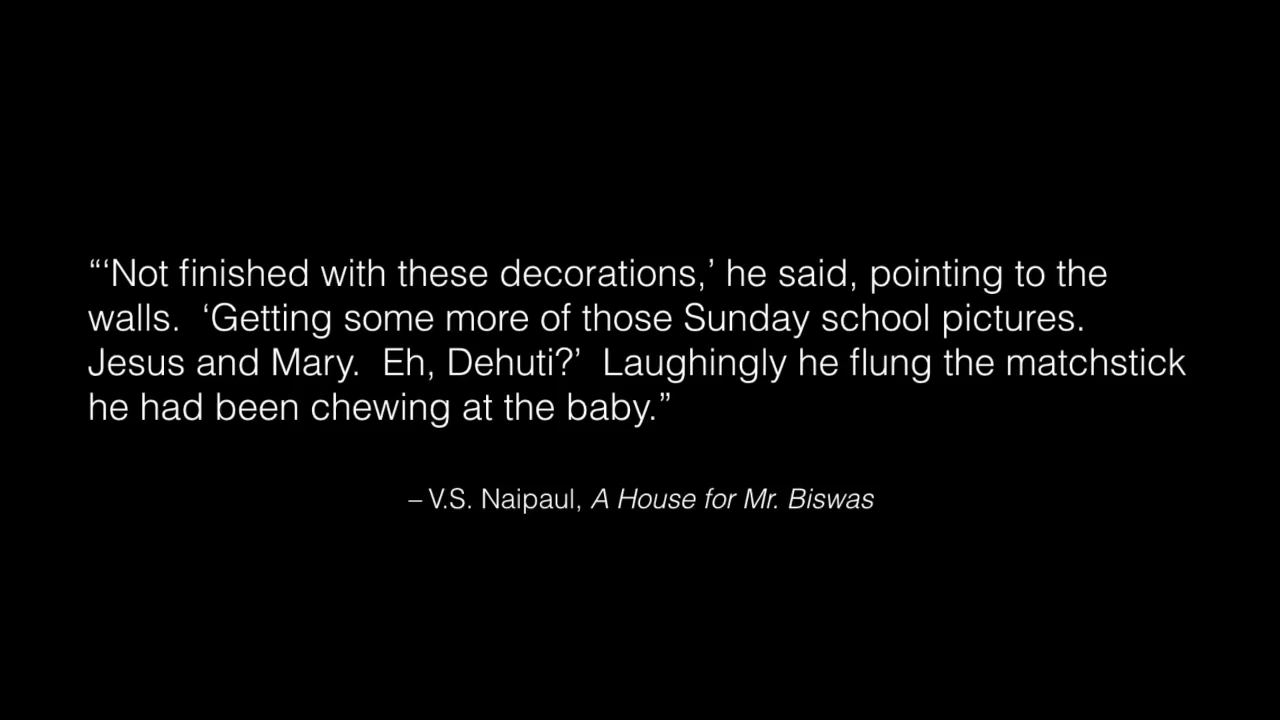 “‘Not finished with these decorations,’ he said, pointing to the
walls.  ‘Getting some more of those Sunday school pictures.
Jesus and Mary.  Eh, Dehuti?’  Laughingly he flung the matchstick
he had been chewing at the baby.”
– V.S. Naipaul, A House for Mr. Biswas